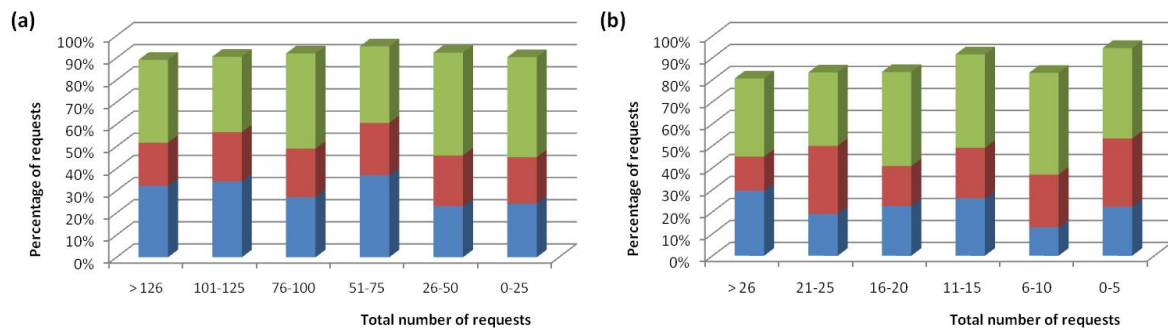 (a)
Percentage of requests
100%
90%
80%
70%
60%
50%
40%
30%
20%
10%
0%
> 126 101-125 76-100 51-75 26-50 0-25
Total number of requests
(b)
Percentage of requests
100%
90%
80%
70%
60%
50%
40%
30%
20%
10%
0%
> 26 21-25 16-20 11-15 6-10 0-5
Total number of requests